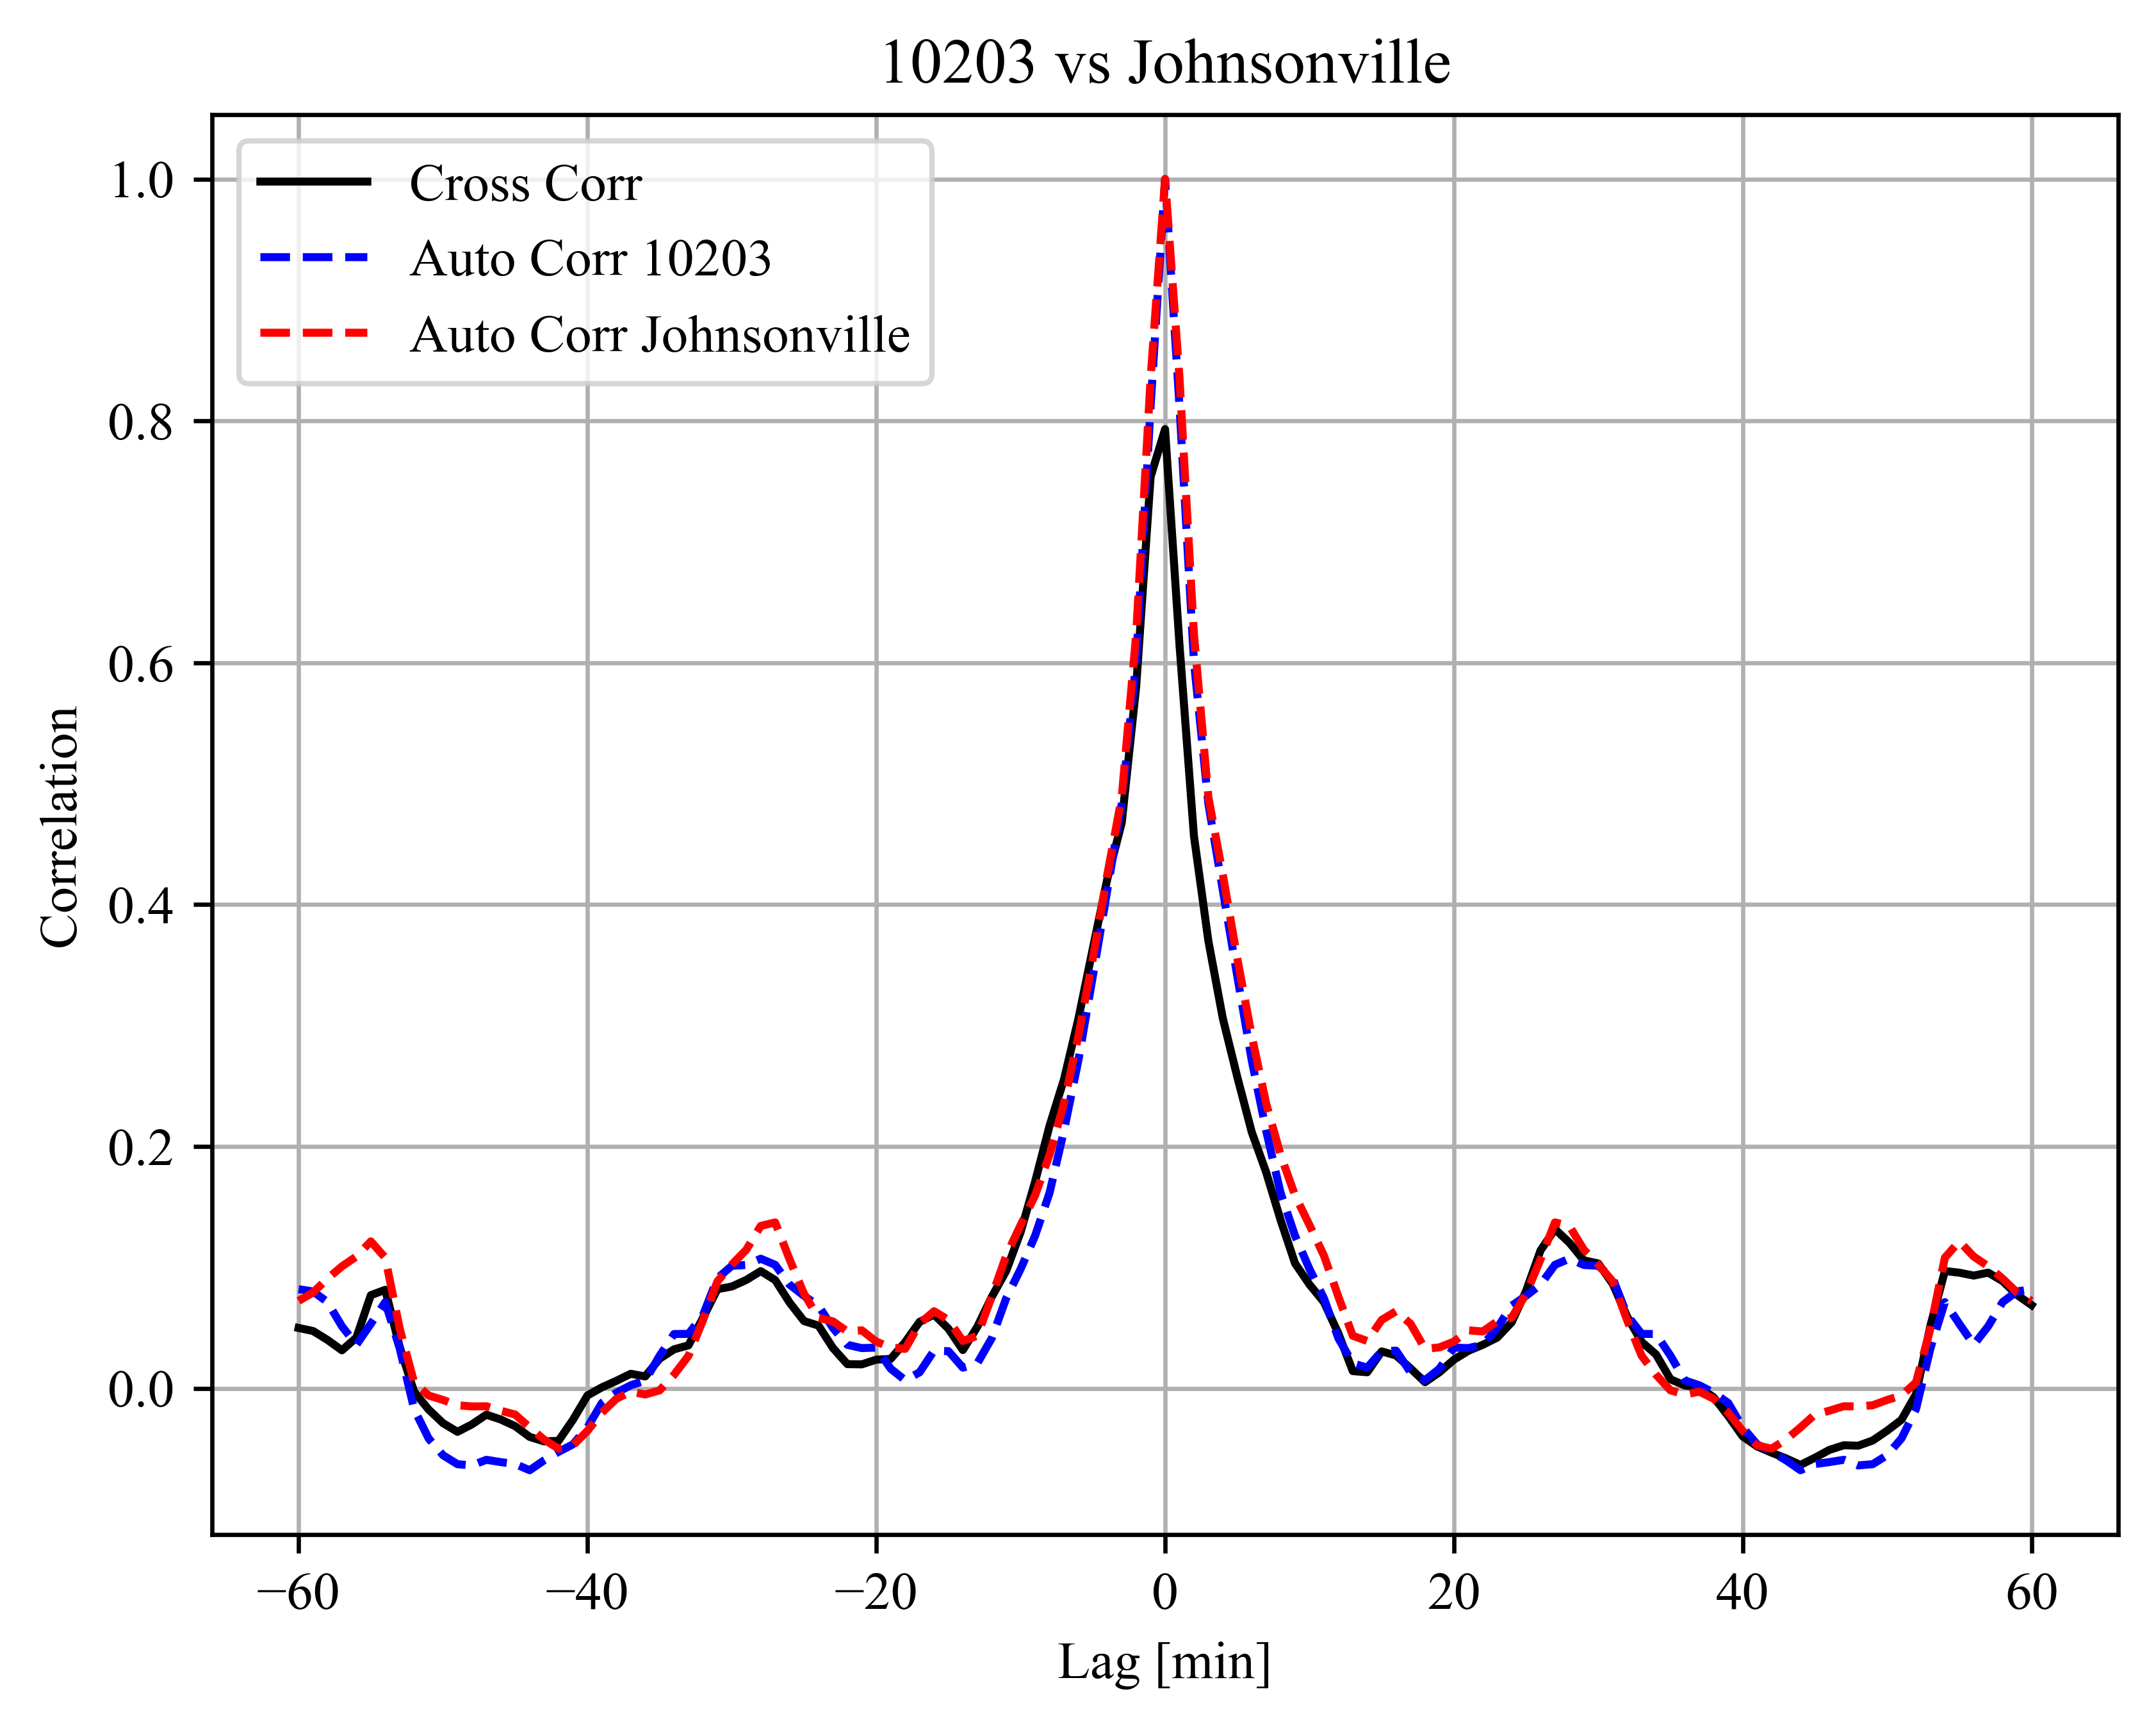 10203 vs Johnsonville
Cross Corr
Auto Corr 10203
Auto Corr Johnsonville
1.0
0.8
0.6
0.4
0.2
0.0
Correlation
−60 −40 −20 0 20 40 60
Lag [min]